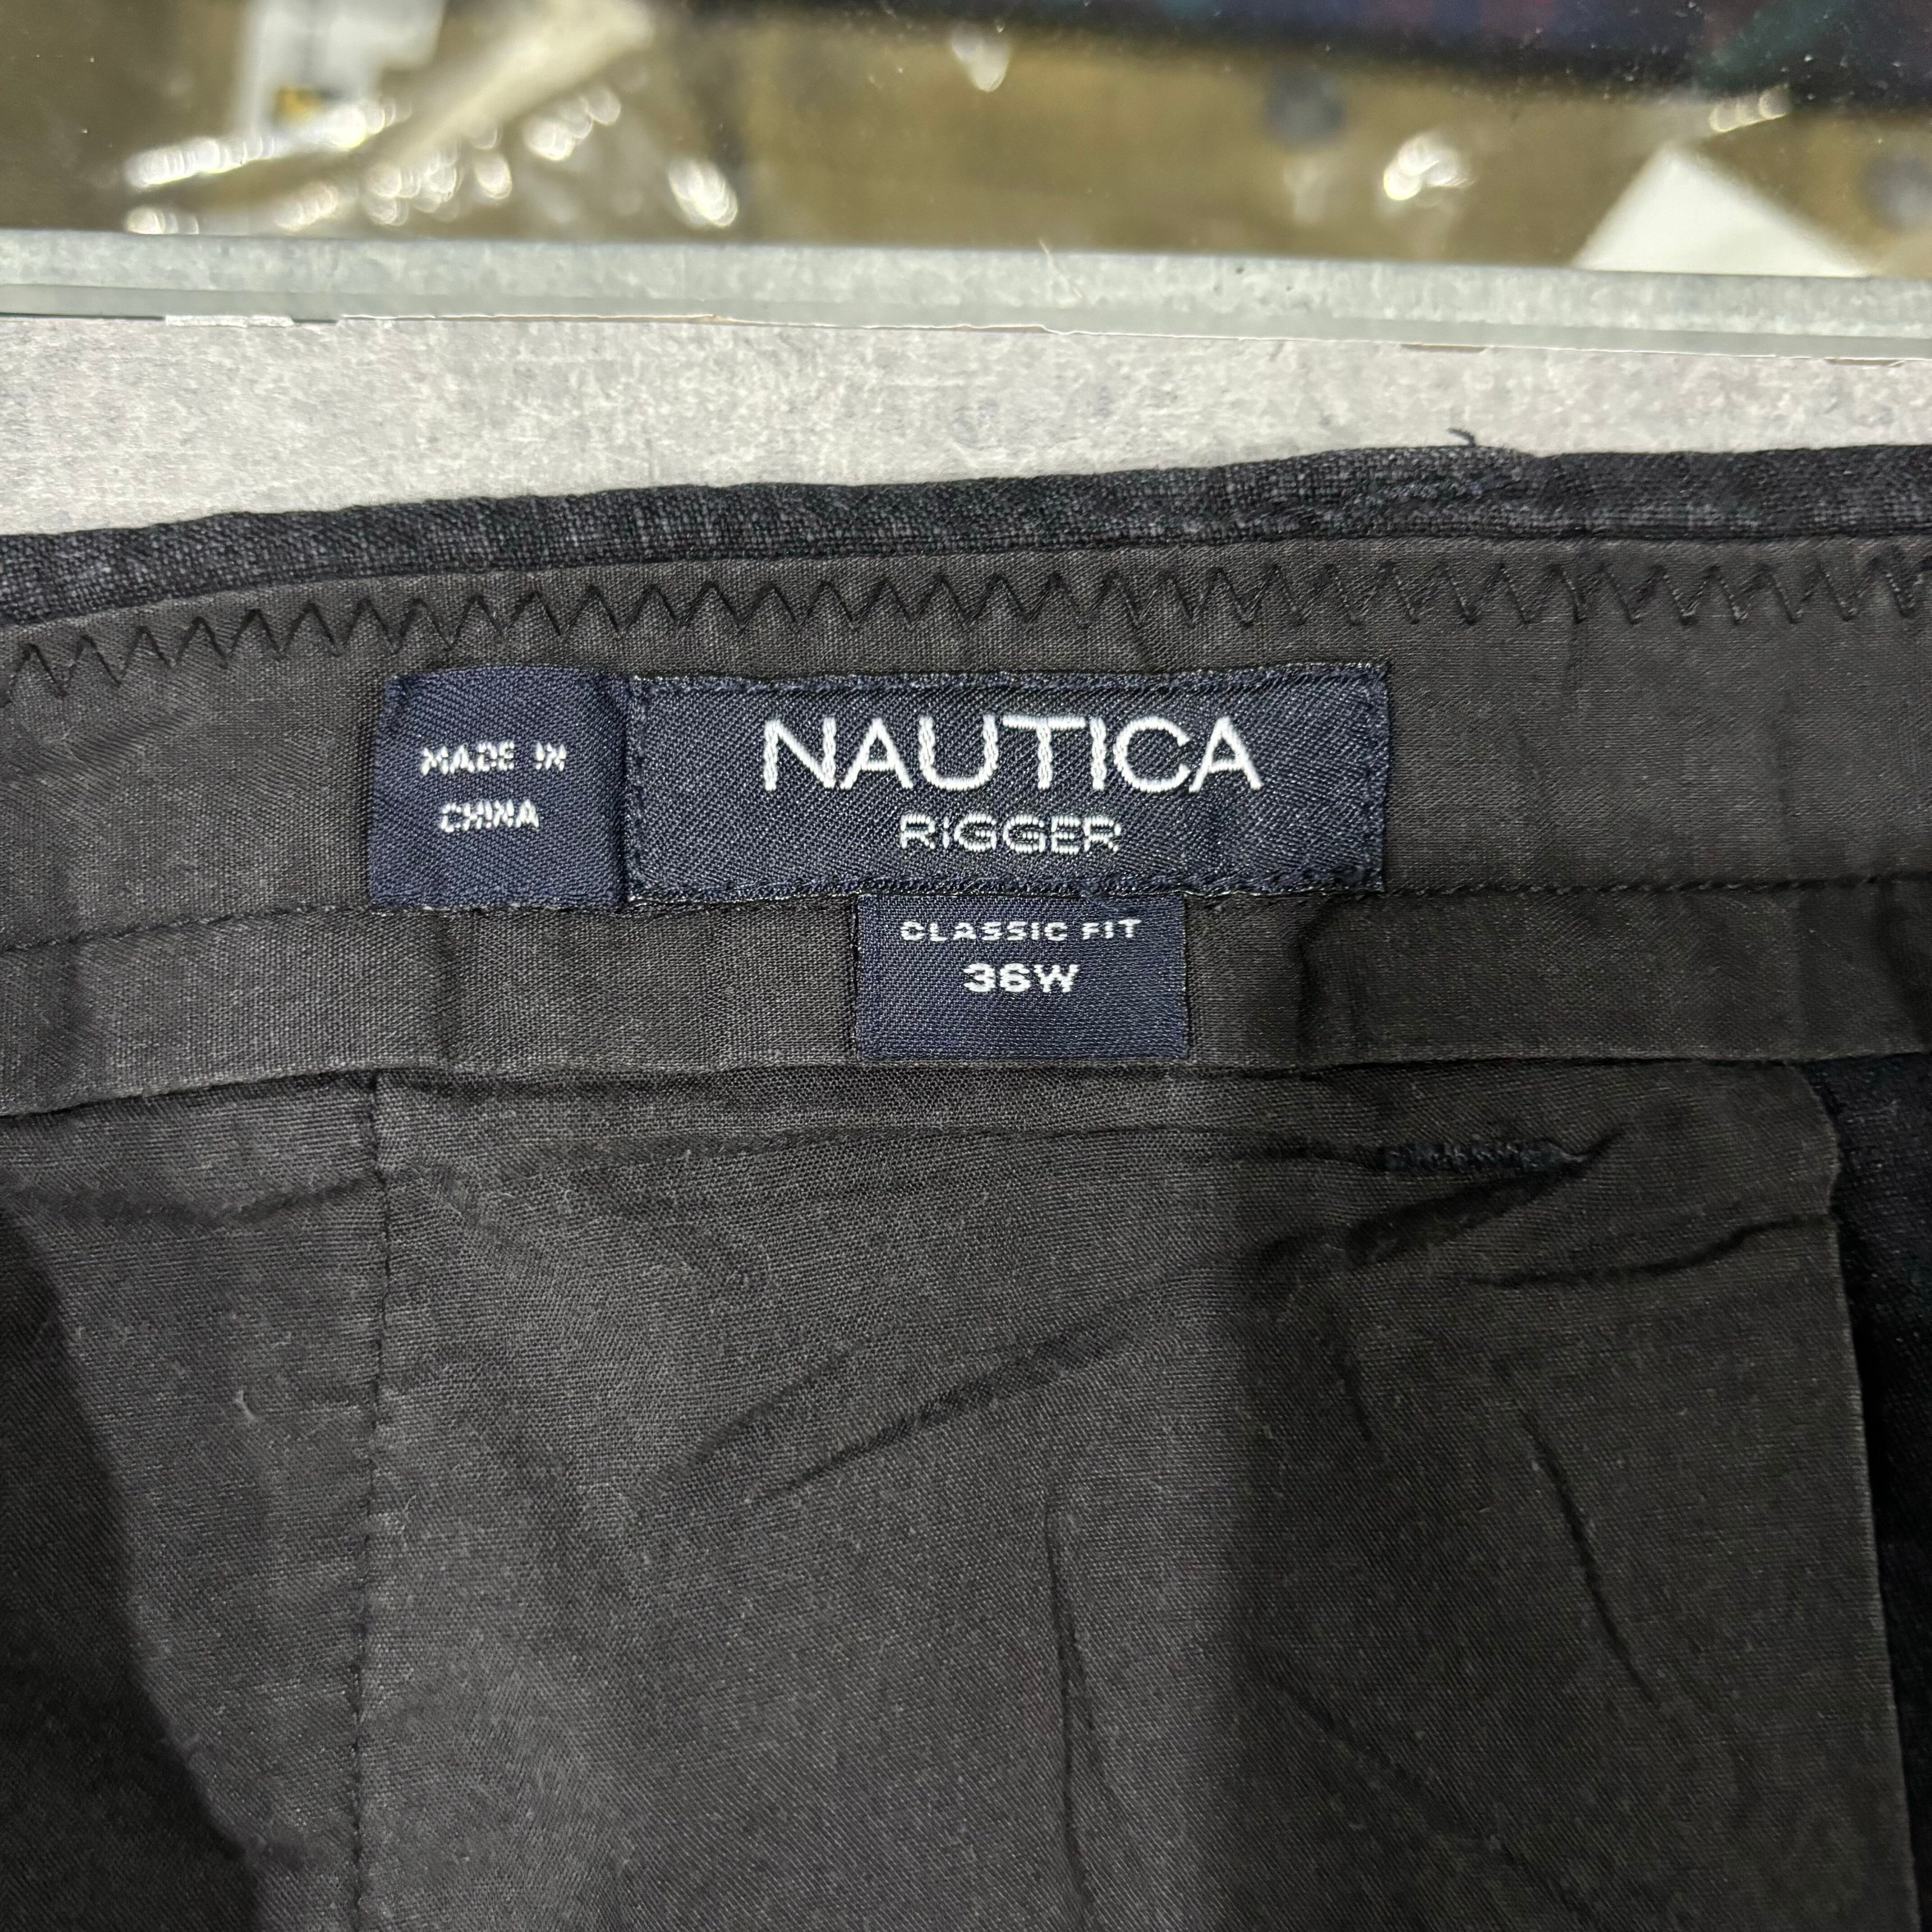 MADE IN
CHINA
NAUTICA
RIGGER
CLASSIC FIT
36W